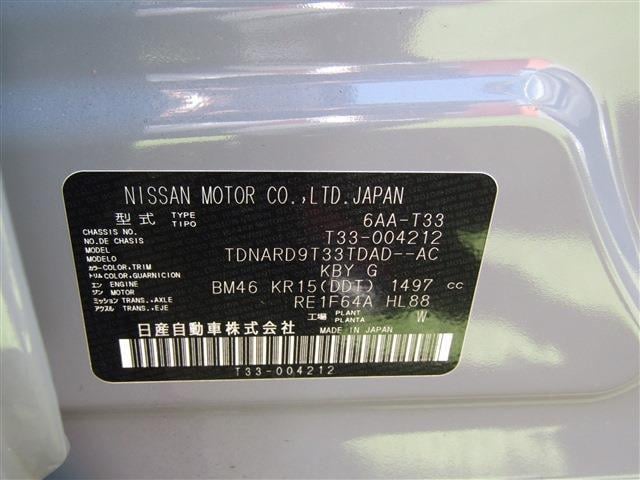 NISSAN MOTOR CO.,LTD.JAPAN
型式 TYPE TIPO 6AA-T33
CHASSIS NO. NO.DE CHASIS T33-004212
MODEL MODELO TDNARD9T33TDAD--AC
カラー COLOR,TRIM トリム COLOR,GUARNICION KBY G
エン ENGINE ジン MOTOR BM46 KR15(DDT) 1497 cc
ミッション TRANS.,AXLE アクスル TRANS.,EJE RE1F64A HL88
工場 PLANT PLANTA W
日産自動車株式会社 MADE IN JAPAN
T33-004212